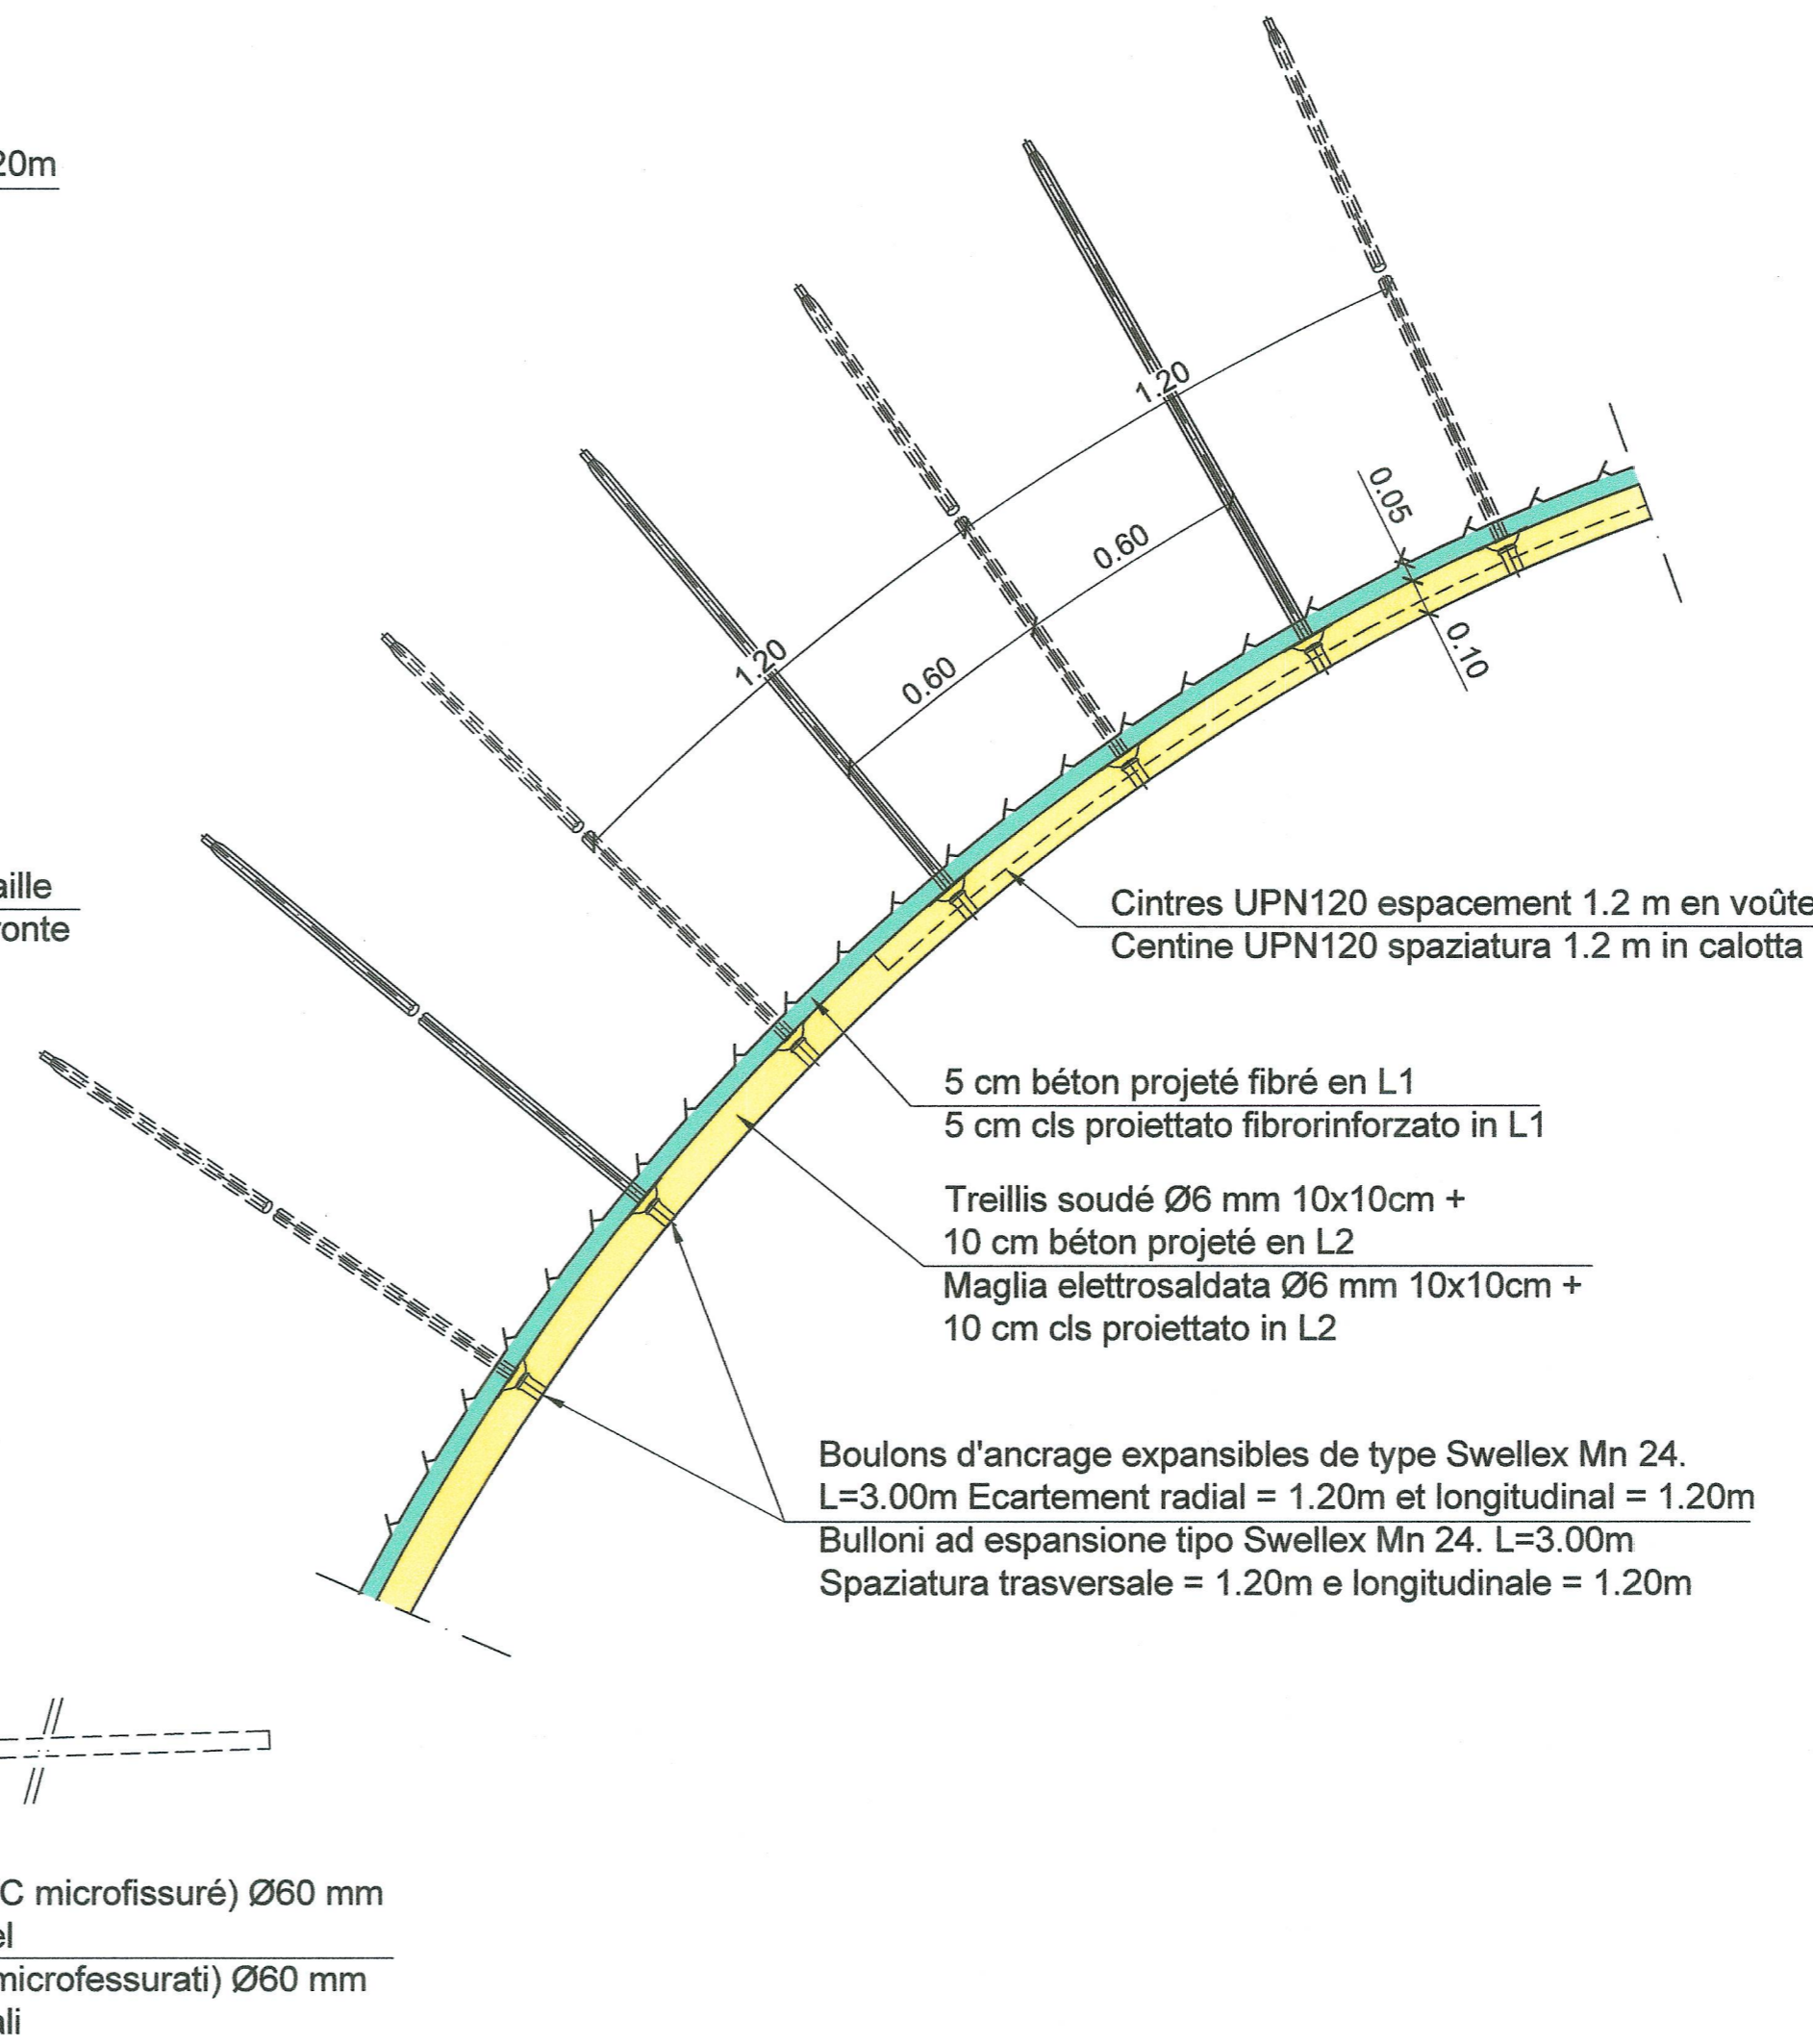 20m
1.20
0.05
0.60
0.10
1.20
0.60
aille
ronte
Cintres UPN120 espacement 1.2 m en voûte
Centine UPN120 spaziatura 1.2 m in calotta
5 cm béton projeté fibré en L1
5 cm cls proiettato fibrorinforzato in L1
Treillis soudé Ø6 mm 10x10cm +
10 cm béton projeté en L2
Maglia elettrosaldata Ø6 mm 10x10cm +
10 cm cls proiettato in L2
Boulons d'ancrage expansibles de type Swellex Mn 24.
L=3.00m Ecartement radial = 1.20m et longitudinal = 1.20m
Bulloni ad espansione tipo Swellex Mn 24. L=3.00m
Spaziatura trasversale = 1.20m e longitudinale = 1.20m
C microfissuré) Ø60 mm
el
microfessurati) Ø60 mm
ali